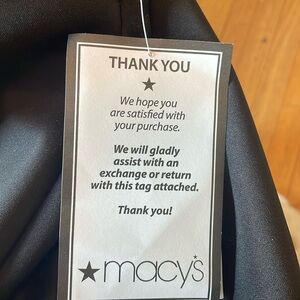 THANK YOU
★
We hope you
are satisfied with
your purchase.
We will gladly
assist with an
exchange or return
with this tag attached.
Thank you!
★macy's